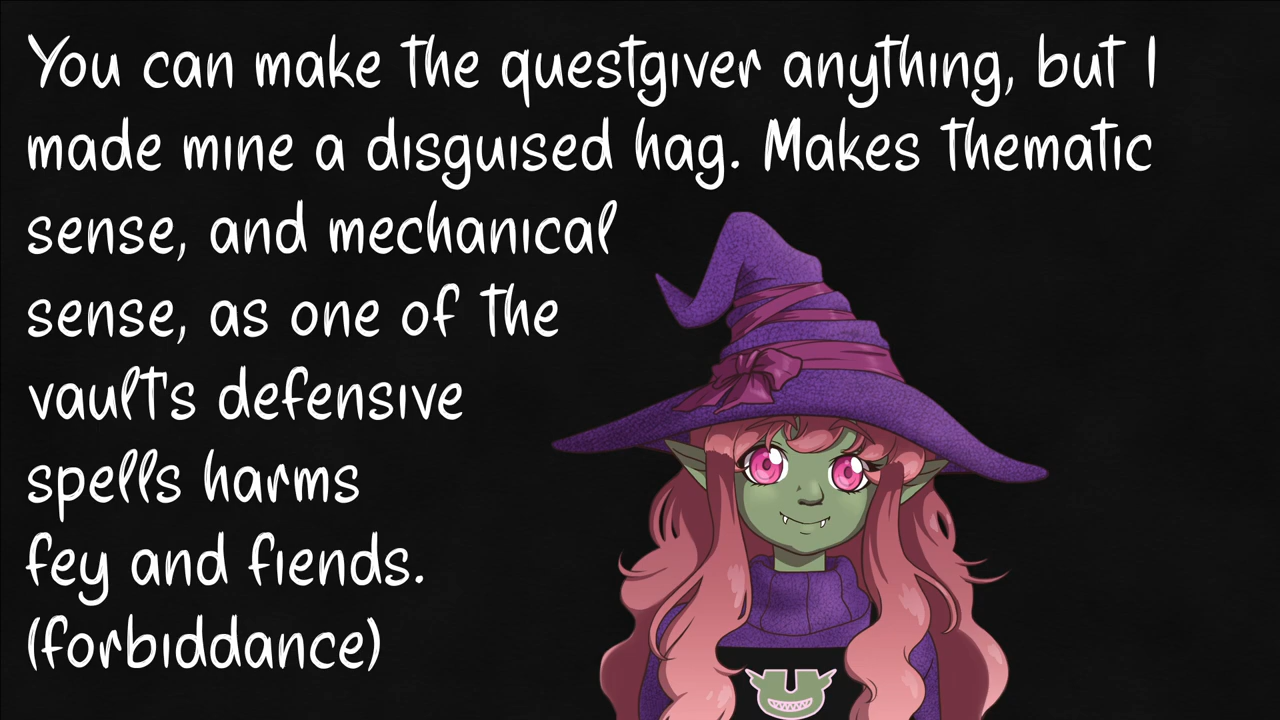 You can make the questgiver anything, but I
made mine a disguised hag. Makes thematic
sense, and mechanical
sense, as one of the
vault's defensive
spells harms
fey and fiends.
(forbiddance)